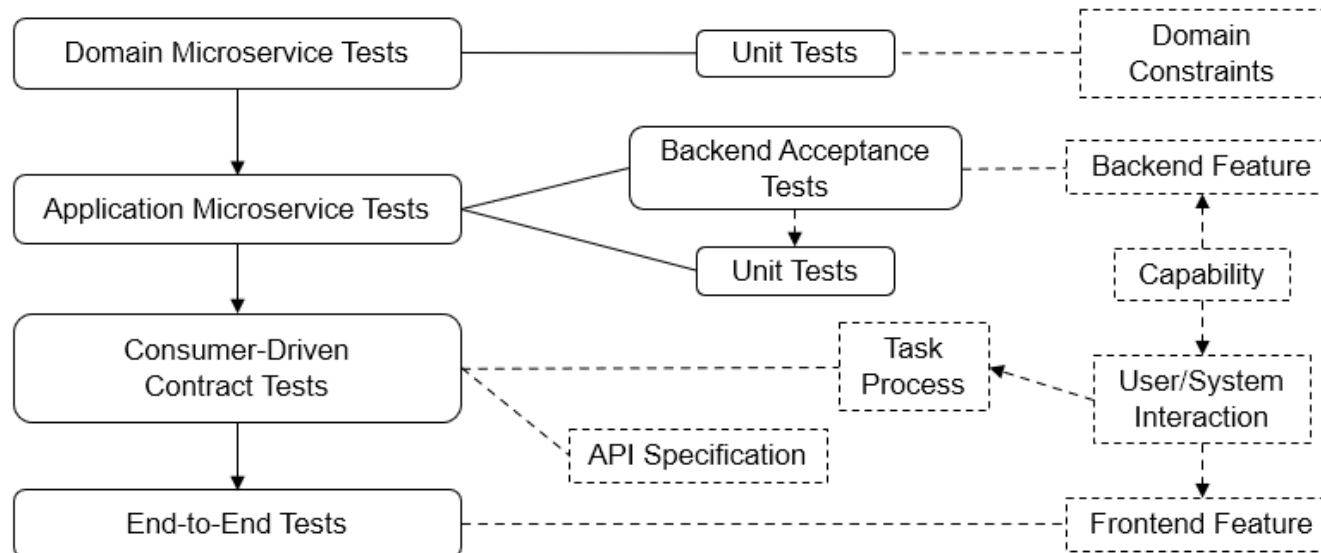 Domain Microservice Tests
Unit Tests
Domain
Constraints
Backend Acceptance
Tests
Backend Feature
Application Microservice Tests
Unit Tests
Capability
Consumer-Driven
Contract Tests
Task
Process
User/System
Interaction
API Specification
End-to-End Tests
Frontend Feature